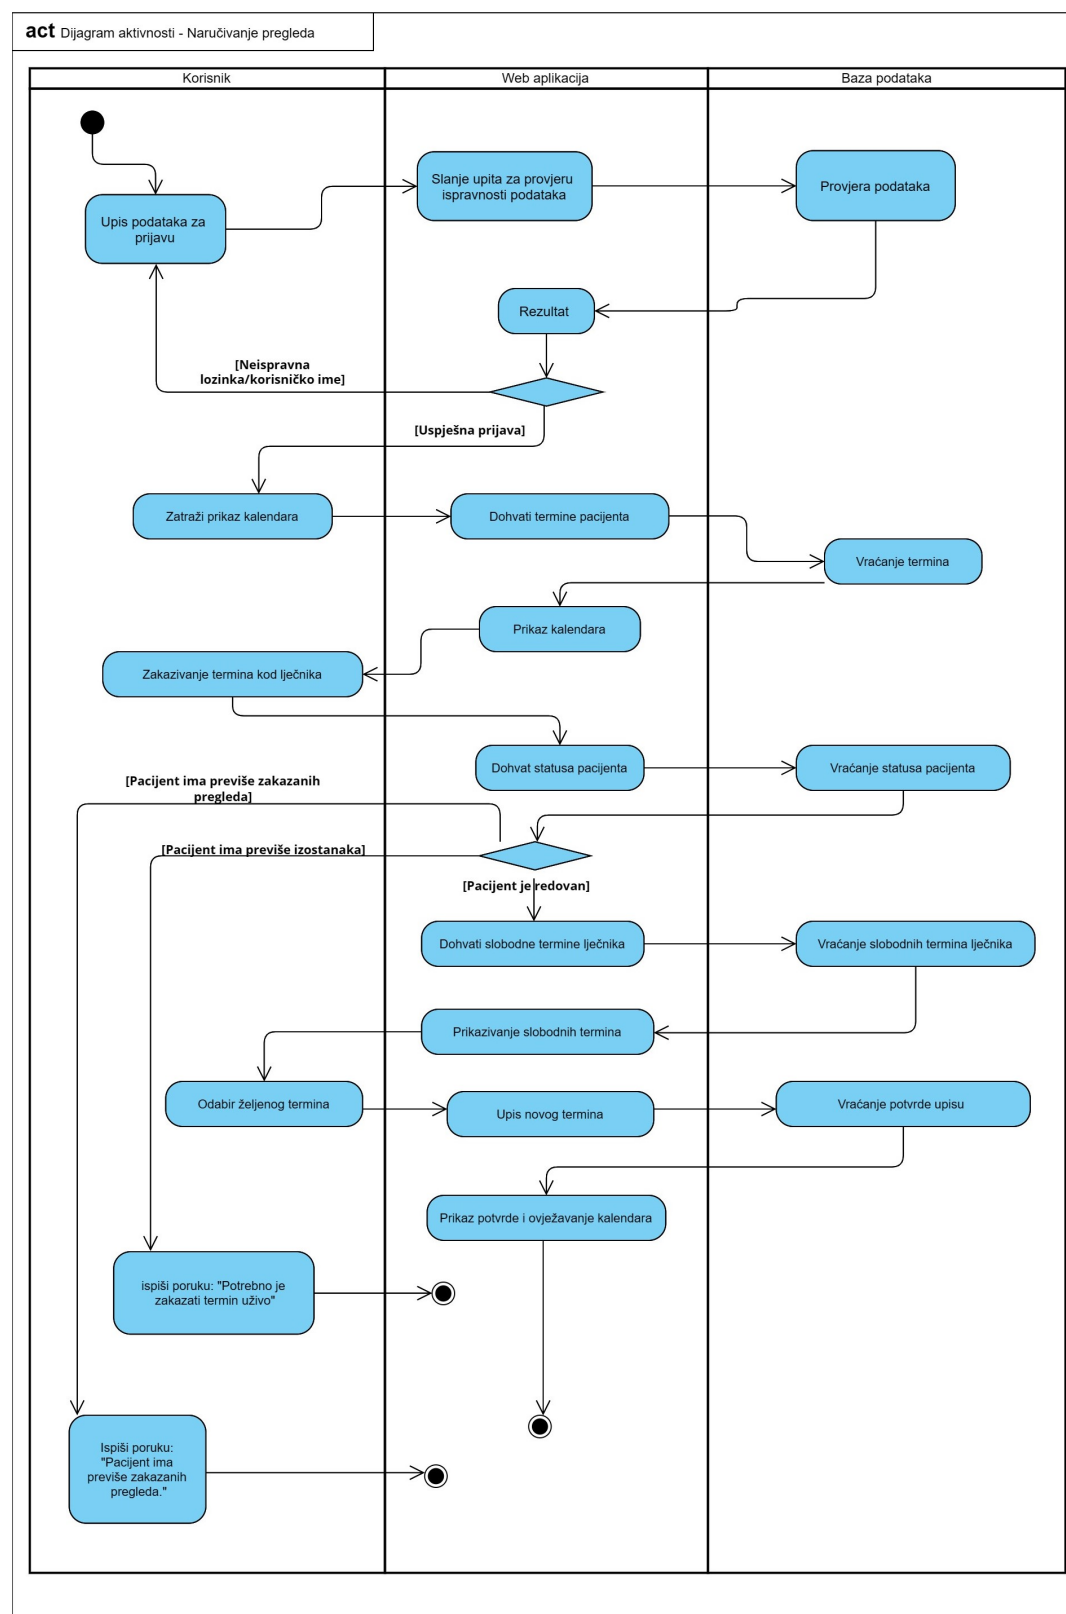 act Dijagram aktivnosti - Naručivanje pregleda
Korisnik
Web aplikacija
Baza podataka
Upis podataka za
prijavu
Slanje upita za provjeru
ispravnosti podataka
Provjera podataka
Rezultat
[Neispravna
lozinka/korisničko ime]
[Uspješna prijava]
Zatraži prikaz kalendara
Dohvati termine pacijenta
Vraćanje termina
Prikaz kalendara
Zakazivanje termina kod lječnika
Dohvat statusa pacijenta
Vraćanje statusa pacijenta
[Pacijent ima previše zakazanih
pregleda]
[Pacijent ima previše izostanaka]
[Pacijent je redovan]
Dohvati slobodne termine lječnika
Vraćanje slobodnih termina lječnika
Prikazivanje slobodnih termina
Odabir željenog termina
Upis novog termina
Vraćanje potvrde upisu
Prikaz potvrde i ovježavanje kalendara
ispiši poruku: "Potrebno je
zakazati termin uživo"
Ispiši poruku:
"Pacijent ima
previše zakazanih
pregleda."